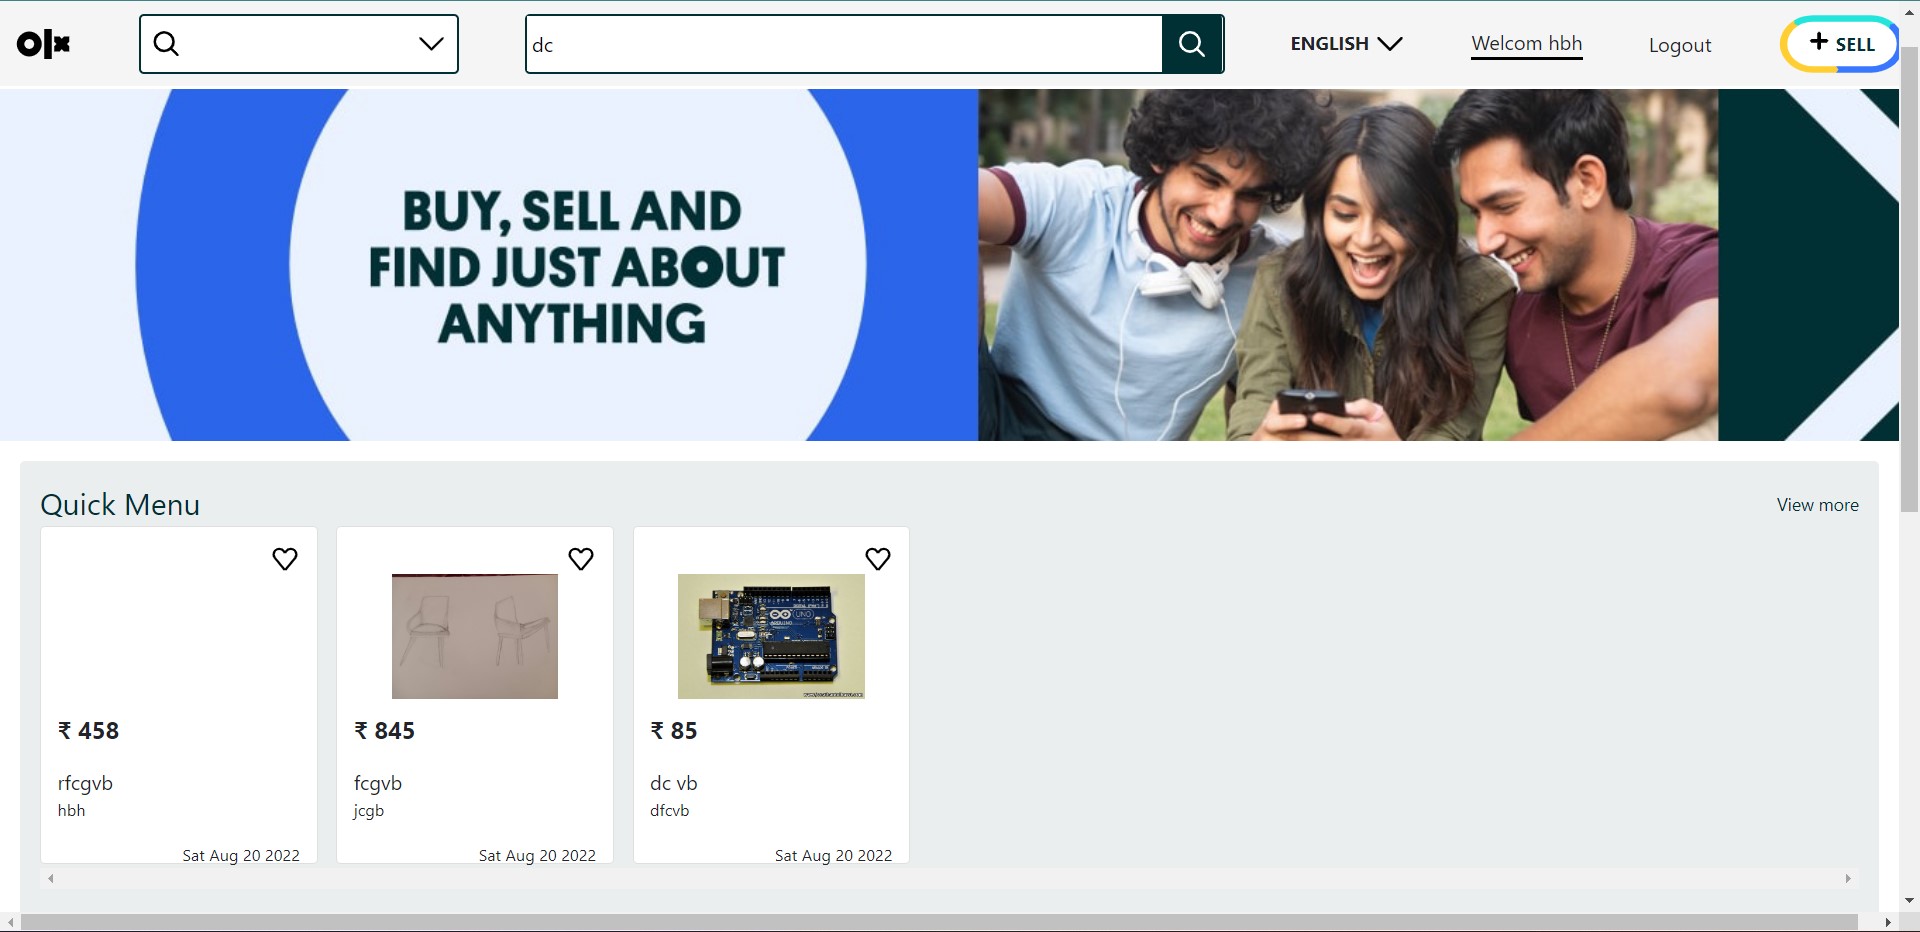 olx
dc
ENGLISH
Welcom hbh
Logout
+ SELL
BUY, SELL AND
FIND JUST ABOUT
ANYTHING
Quick Menu
View more
UNO
ARDUINO
₹ 458
rfcgvb
hbh
Sat Aug 20 2022
₹ 845
fcgvb
jcgb
Sat Aug 20 2022
₹ 85
dc vb
dfcvb
Sat Aug 20 2022